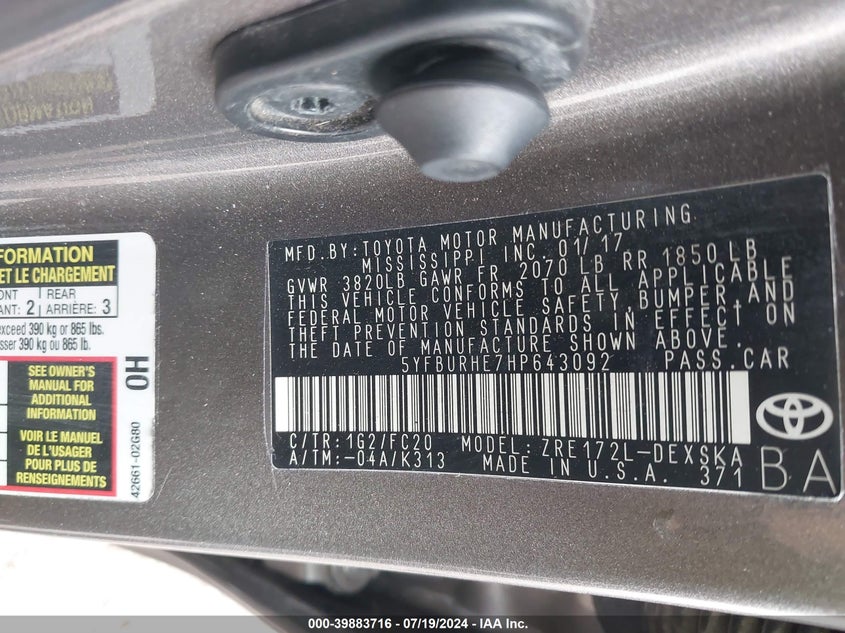 FORMATION
ET LE CHARGEMENT
ONT
ANT: 2
REAR
ARRIÈRE: 3
exceed 390 kg or 865 lbs.
sser 390 kg ou 865 lb.
SEE OWNER'S
MANUAL FOR
ADDITIONAL
INFORMATION
VOIR LE MANUEL
DE L'USAGER
POUR PLUS DE
RENSEIGNEMENTS
0H
42661-02G80
MFD. BY: TOYOTA MOTOR MANUFACTURING
MISSISSIPPI INC. 01/17
GVWR 3820LB GAWR FR 2070 LB RR 1850 LB
THIS VEHICLE CONFORMS TO ALL APPLICABLE
FEDERAL MOTOR VEHICLE SAFETY, BUMPER, AND
THEFT PREVENTION STANDARDS IN EFFECT ON
THE DATE OF MANUFACTURE SHOWN ABOVE.
5YFBURHE7HP643092 PASS.CAR
C/TR:1G2/FC20 MODEL: ZRE172L-DEXSKA
A/TM:-04A/K313 MADE IN U.S.A. 371
BA
000-39883716 - 07/19/2024 - IAA Inc.